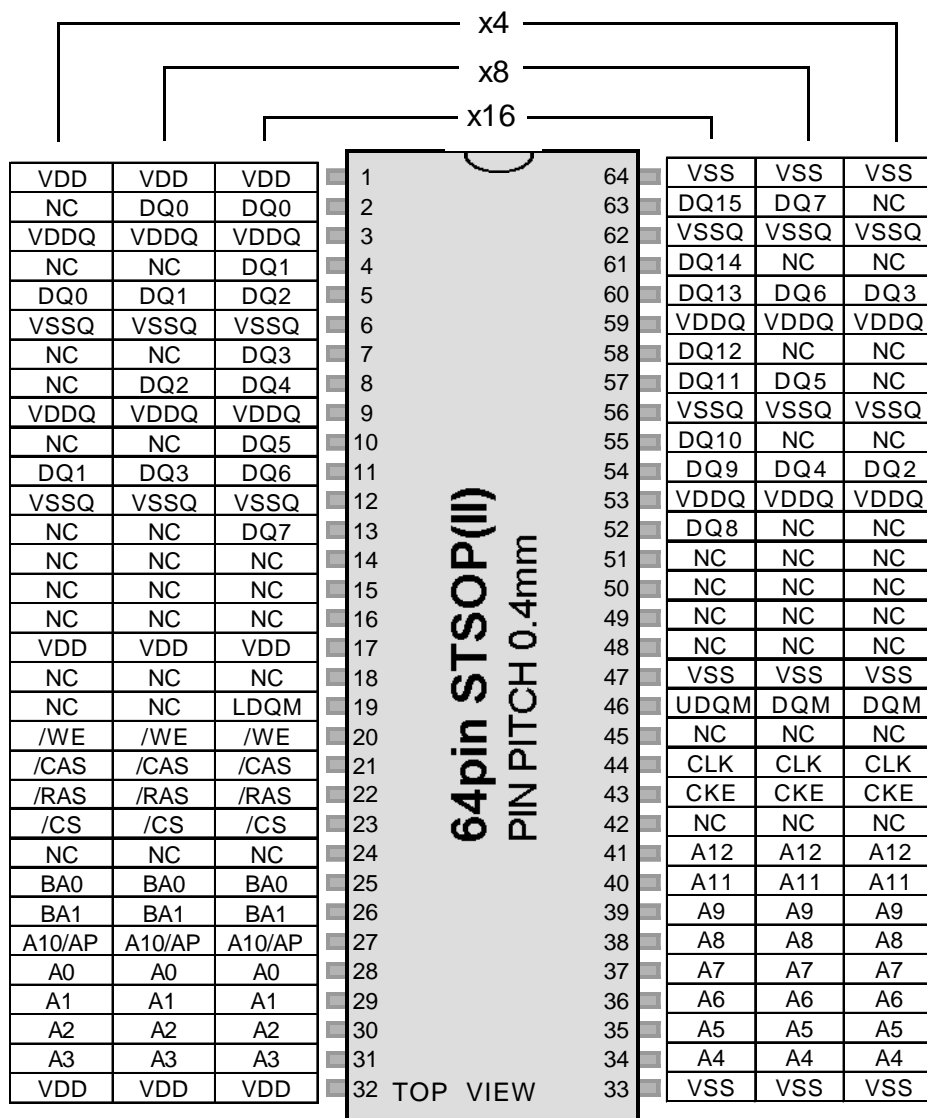 x4
x8
x16
VDD VDD VDD 1 64 VSS VSS VSS
NC DQ0 DQ0 2 63 DQ15 DQ7 NC
VDDQ VDDQ VDDQ 3 62 VSSQ VSSQ VSSQ
NC NC DQ1 4 61 DQ14 NC NC
DQ0 DQ1 DQ2 5 60 DQ13 DQ6 DQ3
VSSQ VSSQ VSSQ 6 59 VDDQ VDDQ VDDQ
NC NC DQ3 7 58 DQ12 NC NC
NC DQ2 DQ4 8 57 DQ11 DQ5 NC
VDDQ VDDQ VDDQ 9 56 VSSQ VSSQ VSSQ
NC NC DQ5 10 55 DQ10 NC NC
DQ1 DQ3 DQ6 11 54 DQ9 DQ4 DQ2
VSSQ VSSQ VSSQ 12 53 VDDQ VDDQ VDDQ
NC NC DQ7 13 52 DQ8 NC NC
NC NC NC 14 51 NC NC NC
NC NC NC 15 50 NC NC NC
NC NC NC 16 49 NC NC NC
VDD VDD VDD 17 48 NC NC NC
NC NC NC 18 47 VSS VSS VSS
NC NC LDQM 19 46 UDQM DQM DQM
/WE /WE /WE 20 45 NC NC NC
/CAS /CAS /CAS 21 44 CLK CLK CLK
/RAS /RAS /RAS 22 43 CKE CKE CKE
/CS /CS /CS 23 42 NC NC NC
NC NC NC 24 41 A12 A12 A12
BA0 BA0 BA0 25 40 A11 A11 A11
BA1 BA1 BA1 26 39 A9 A9 A9
A10/AP A10/AP A10/AP 27 38 A8 A8 A8
A0 A0 A0 28 37 A7 A7 A7
A1 A1 A1 29 36 A6 A6 A6
A2 A2 A2 30 35 A5 A5 A5
A3 A3 A3 31 34 A4 A4 A4
VDD VDD VDD 32 TOP VIEW 33 VSS VSS VSS
64pin STSOP(II)
PIN PITCH 0.4mm